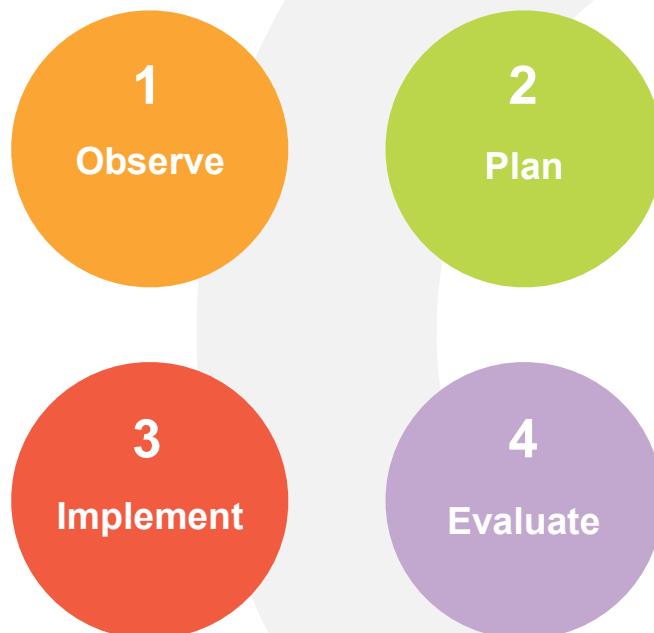 1
Observe
2
Plan
3
Implement
4
Evaluate